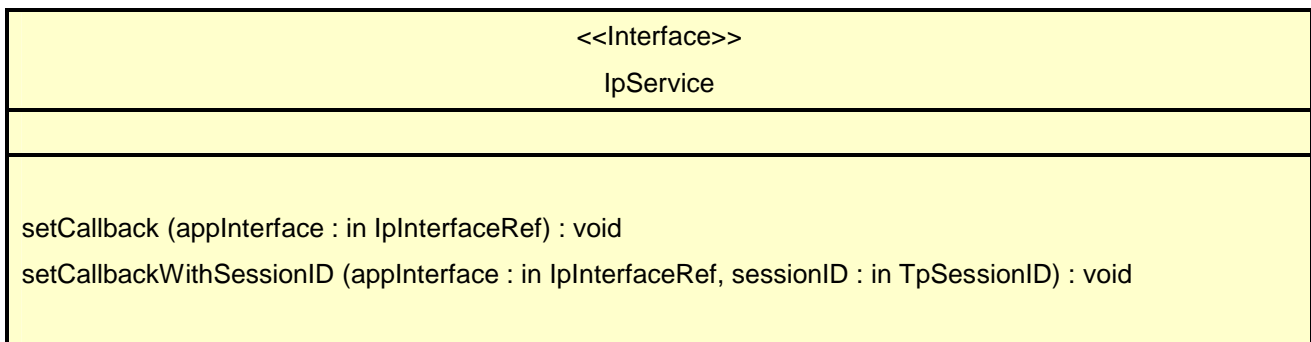 <<Interface>>
IpService
setCallback (appInterface : in IpInterfaceRef) : void
setCallbackWithSessionID (appInterface : in IpInterfaceRef, sessionID : in TpSessionID) : void